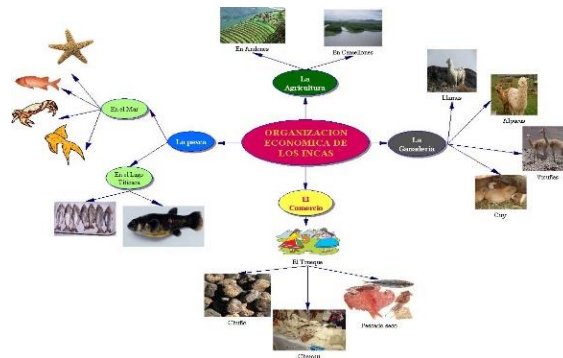 En Andenes
En Camellones
La
Agricultura
Llamas
Alpacas
Vicuñas
Cuy
La
Ganaderia
ORGANIZACION
ECONOMICA DE
LOS INCAS
La pesca
En el Mar
En el Lago
Titicaca
El
Comercio
El Trueque
Chuño
Pescado seco